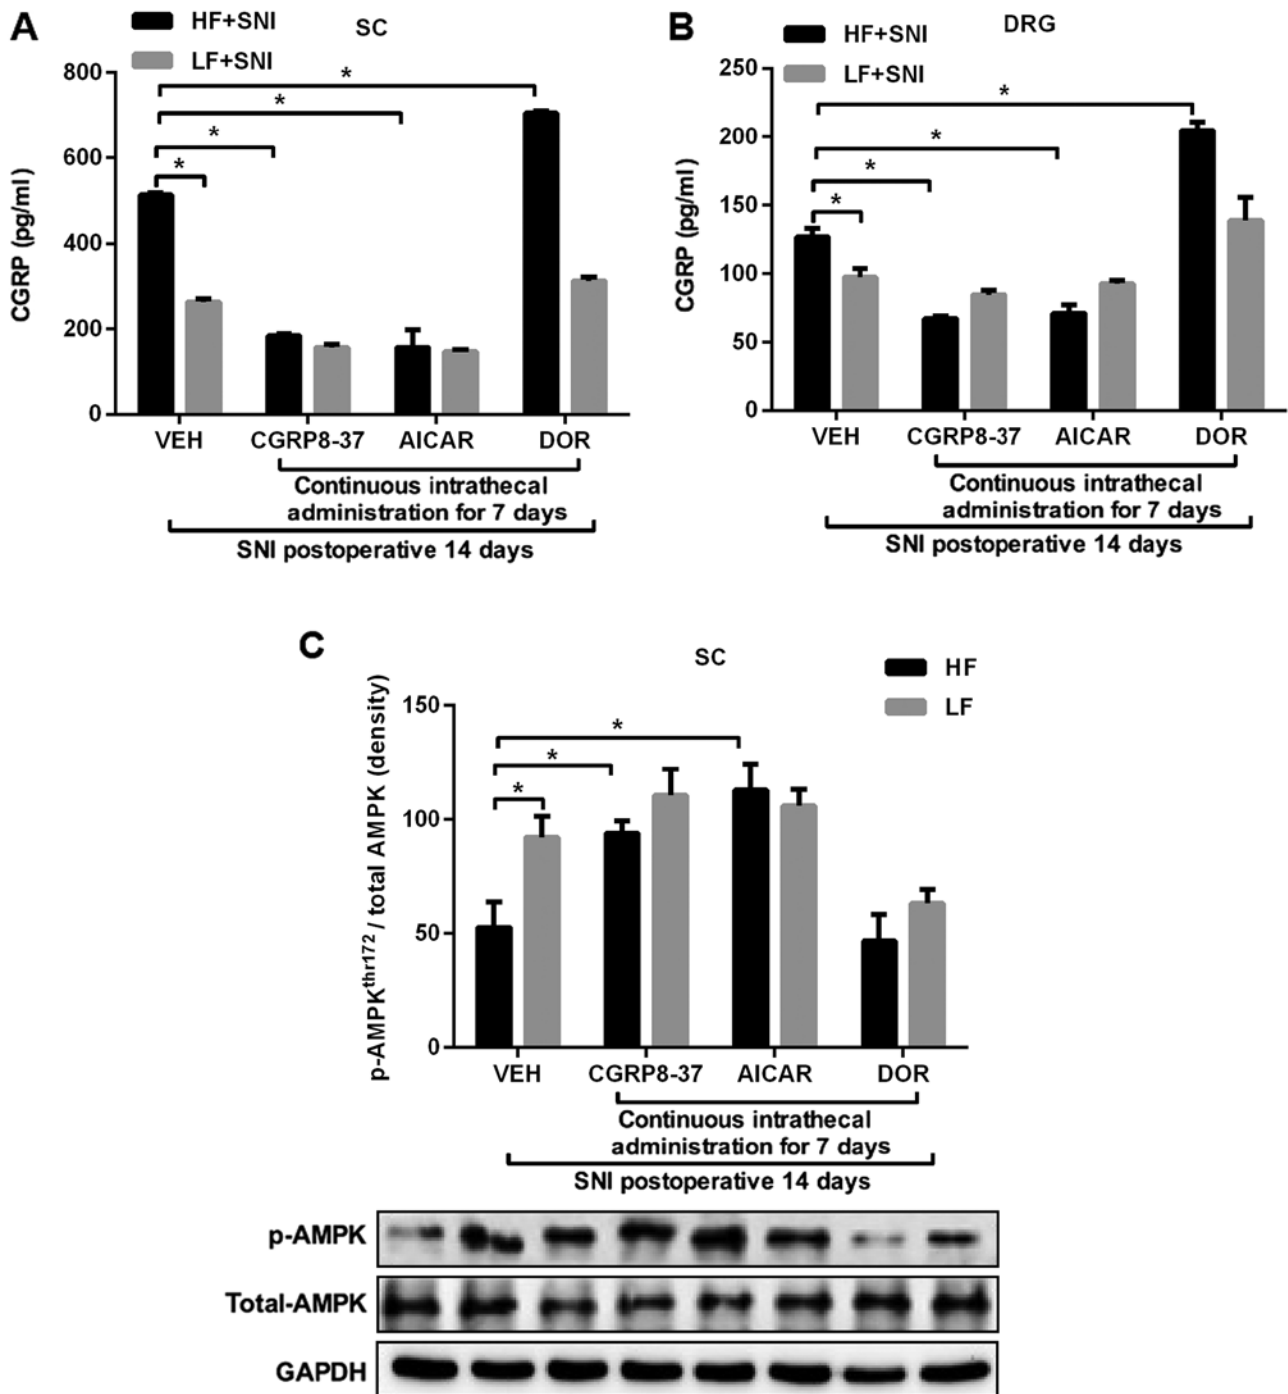 A
HF+SNI
LF+SNI
SC
CGRP (pg/ml)
800
600
400
200
0
*
*
*
*
VEH
CGRP8-37
AICAR
DOR
Continuous intrathecal
administration for 7 days
SNI postoperative 14 days
B
HF+SNI
LF+SNI
DRG
CGRP (pg/ml)
250
200
150
100
50
0
*
*
*
*
VEH
CGRP8-37
AICAR
DOR
Continuous intrathecal
administration for 7 days
SNI postoperative 14 days
C
SC
HF
LF
p-AMPKthr172 / total AMPK (density)
150
100
50
0
*
*
*
VEH
CGRP8-37
AICAR
DOR
Continuous intrathecal
administration for 7 days
SNI postoperative 14 days
p-AMPK
Total-AMPK
GAPDH